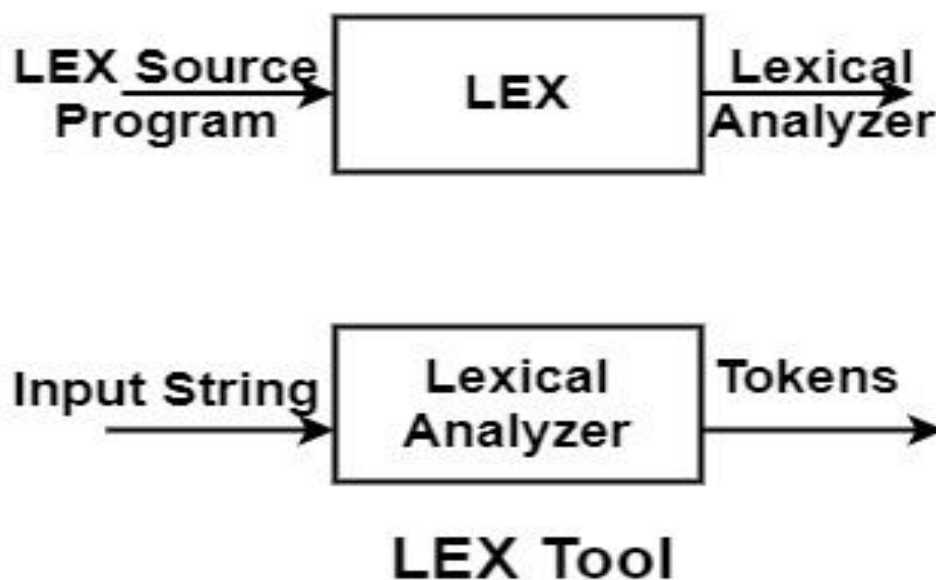 LEX Source
Program
LEX
Lexical
Analyzer
Input String
Lexical
Analyzer
Tokens
LEX Tool